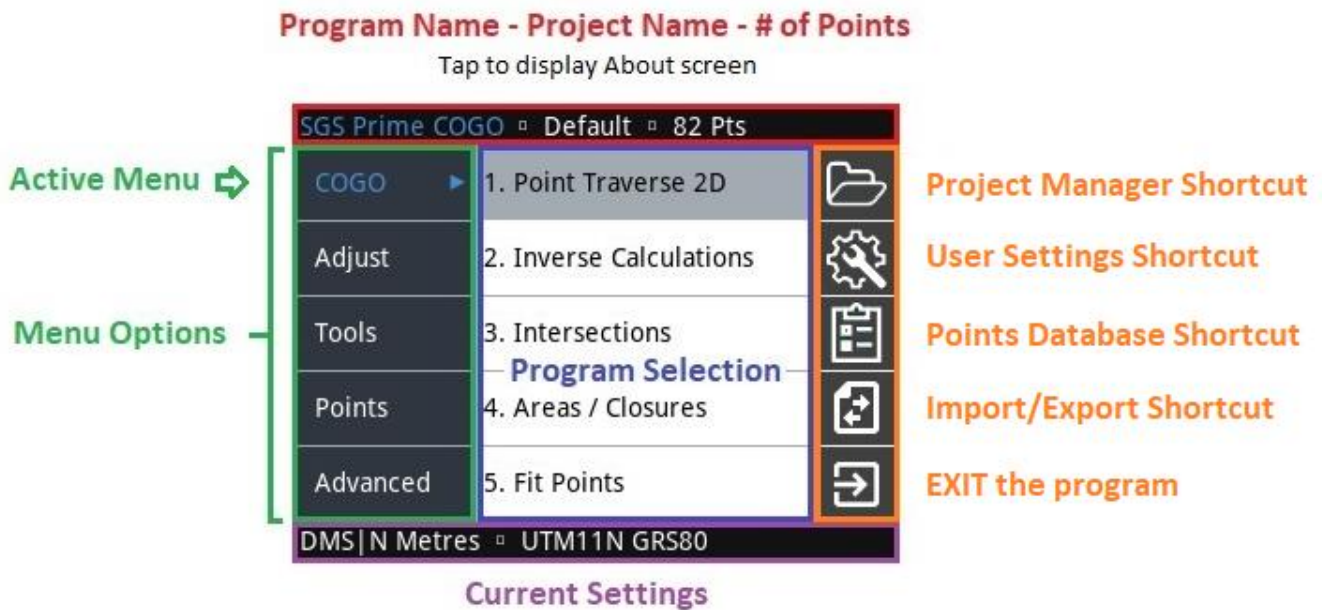 Program Name - Project Name - # of Points
Tap to display About screen
SGS Prime COGO ▫ Default ▫ 82 Pts
Active Menu
COGO
1. Point Traverse 2D
Project Manager Shortcut
Adjust
2. Inverse Calculations
User Settings Shortcut
Menu Options
Tools
3. Intersections
Points Database Shortcut
Program Selection
Points
4. Areas / Closures
Import/Export Shortcut
Advanced
5. Fit Points
EXIT the program
DMS|N Metres ▫ UTM11N GRS80
Current Settings